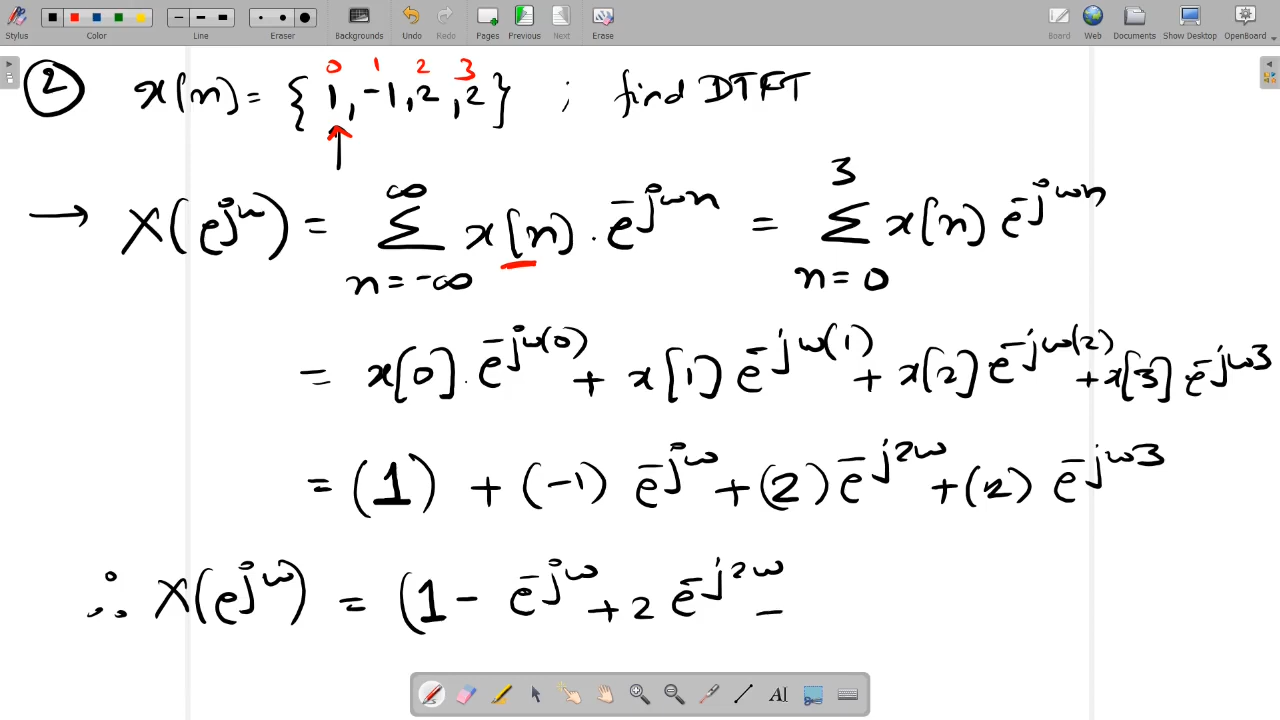 Stylus Color Line Eraser Backgrounds Undo Redo Pages Previous Next Erase Board Web Documents Show Desktop OpenBoard
0 1 2 3
② x[n] = { 1, -1, 2, 2 } ; find DTFT
↑
→ X(e^{jω}) = ∑_{n=-∞}^{∞} x[n] . e^{-jωn} = ∑_{n=0}^{3} x[n] e^{-jωn}
= x[0] . e^{-jω(0)} + x[1] e^{-jω(1)} + x[2] e^{-jω(2)} + x[3] e^{-jω3}
= (1) + (-1) e^{-jω} + (2) e^{-j2ω} + (2) e^{-jω3}
∴ X(e^{jω}) = (1 - e^{-jω} + 2 e^{-j2ω} -
AI